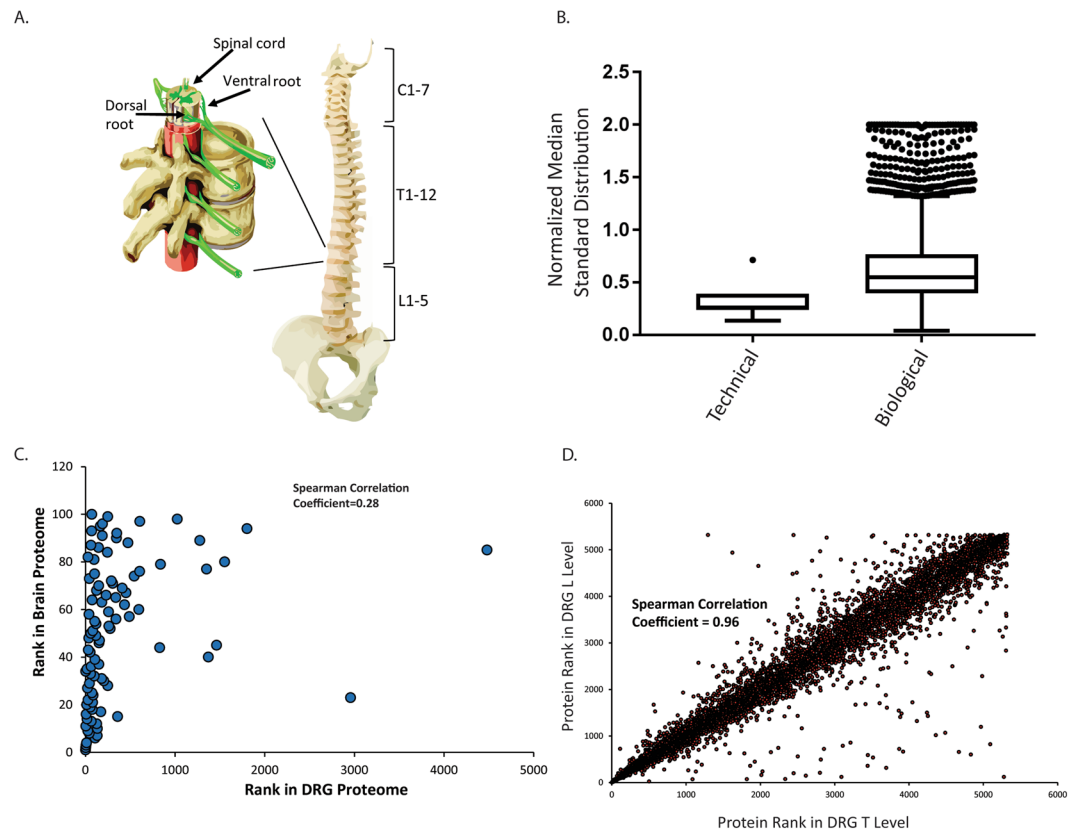 A.
Spinal cord
Ventral root
Dorsal
root
C1-7
T1-12
L1-5
B.
Normalized Median
Standard Distribution
2.5
2.0
1.5
1.0
0.5
0.0
Technical
Biological
C.
Spearman Correlation
Coefficient=0.28
Rank in Brain Proteome
120
100
80
60
40
20
0
0 1000 2000 3000 4000 5000
Rank in DRG Proteome
D.
Spearman Correlation
Coefficient = 0.96
Protein Rank in DRG L Level
6000
5000
4000
3000
2000
1000
0
1000 2000 3000 4000 5000 6000
Protein Rank in DRG T Level